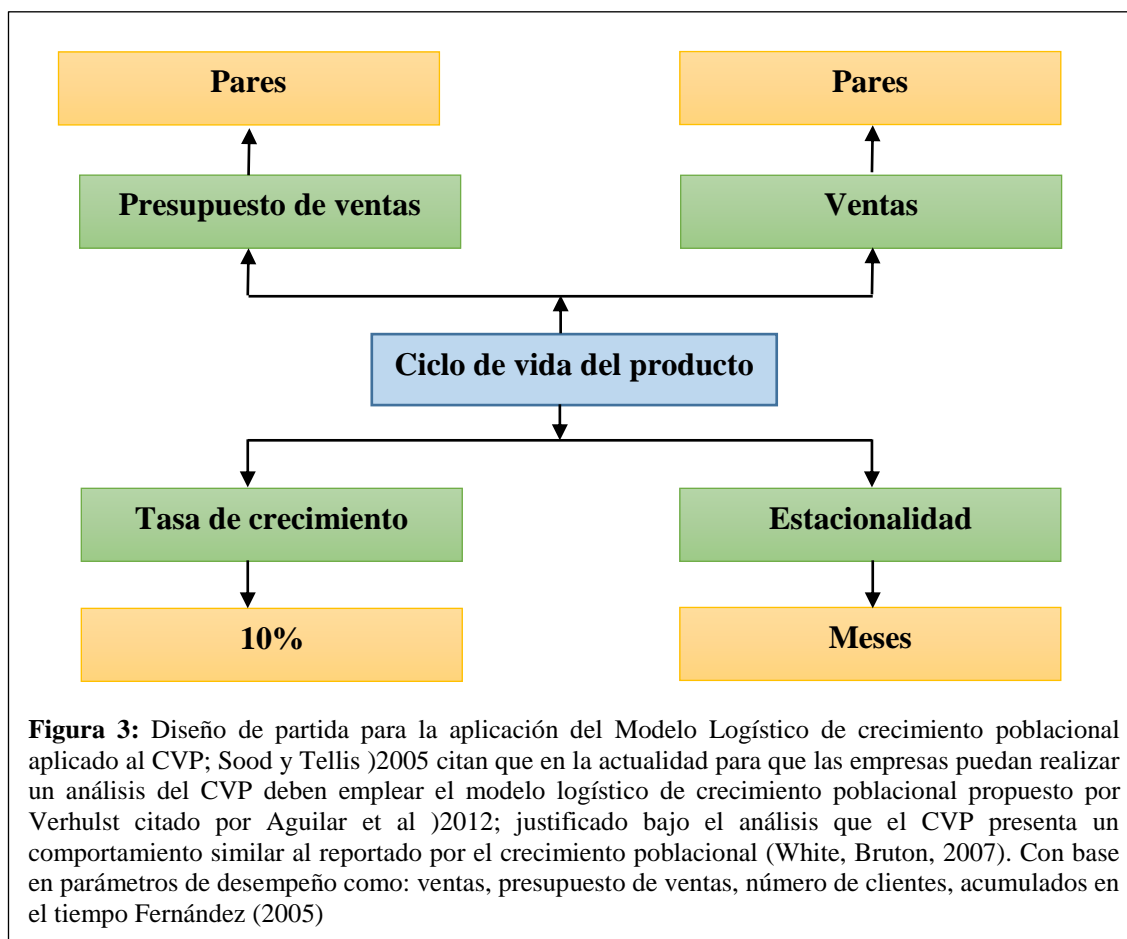 Pares
Pares
Presupuesto de ventas
Ventas
Ciclo de vida del producto
Tasa de crecimiento
Estacionalidad
10%
Meses
Figura 3: Diseño de partida para la aplicación del Modelo Logístico de crecimiento poblacional
aplicado al CVP; Sood y Tellis )2005 citan que en la actualidad para que las empresas puedan realizar
un análisis del CVP deben emplear el modelo logístico de crecimiento poblacional propuesto por
Verhulst citado por Aguilar et al )2012; justificado bajo el análisis que el CVP presenta un
comportamiento similar al reportado por el crecimiento poblacional (White, Bruton, 2007). Con base
en parámetros de desempeño como: ventas, presupuesto de ventas, número de clientes, acumulados en
el tiempo Fernández (2005)